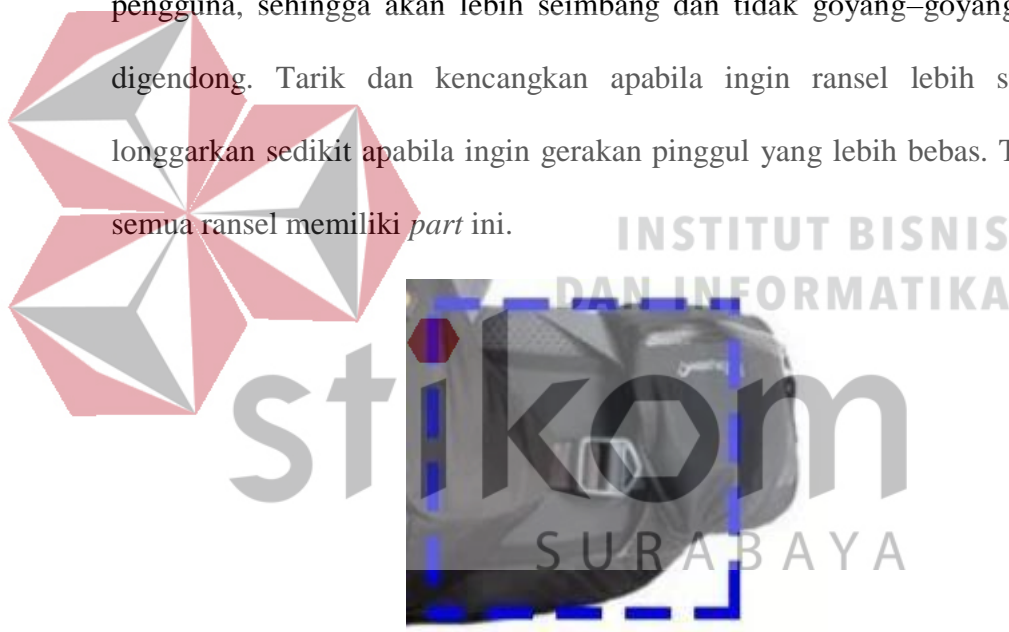 pengguna, sehingga akan lebih seimbang dan tidak goyang–goyang
digendong. Tarik dan kencangkan apabila ingin ransel lebih s
longgarkan sedikit apabila ingin gerakan pinggul yang lebih bebas. T
semua ransel memiliki part ini.
INSTITUT BISNIS
DAN INFORMATIKA
stikom
SURABAYA